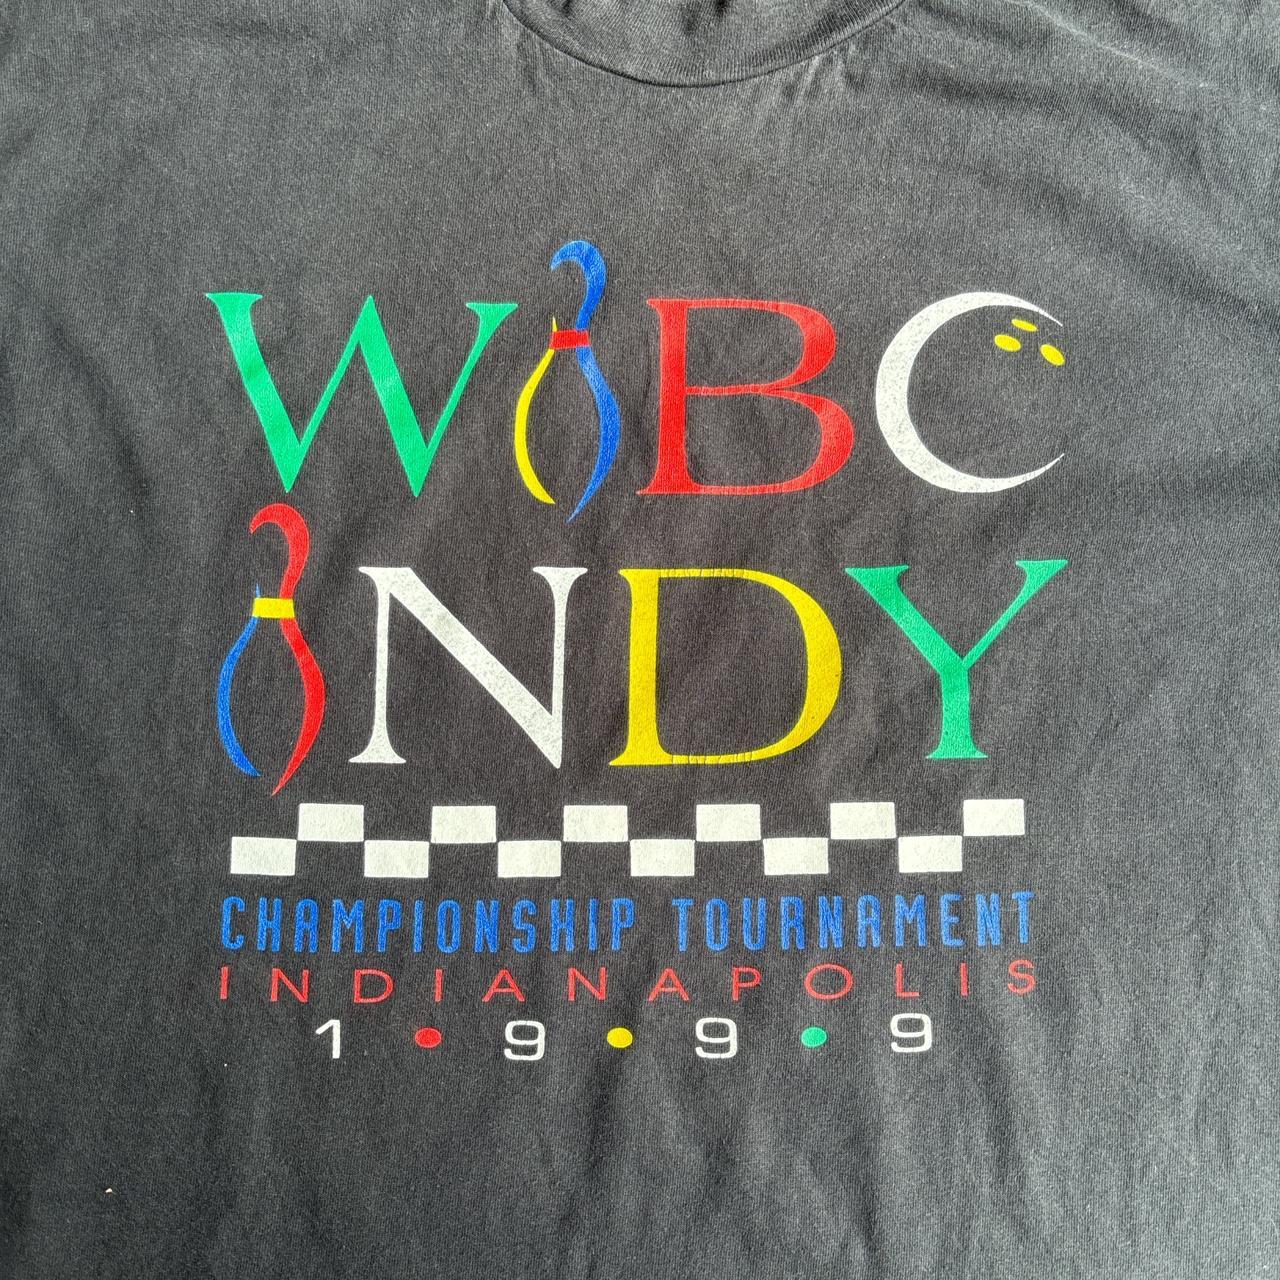 WIBC
INDY
CHAMPIONSHIP TOURNAMENT
INDIANAPOLIS
1•9•9•9